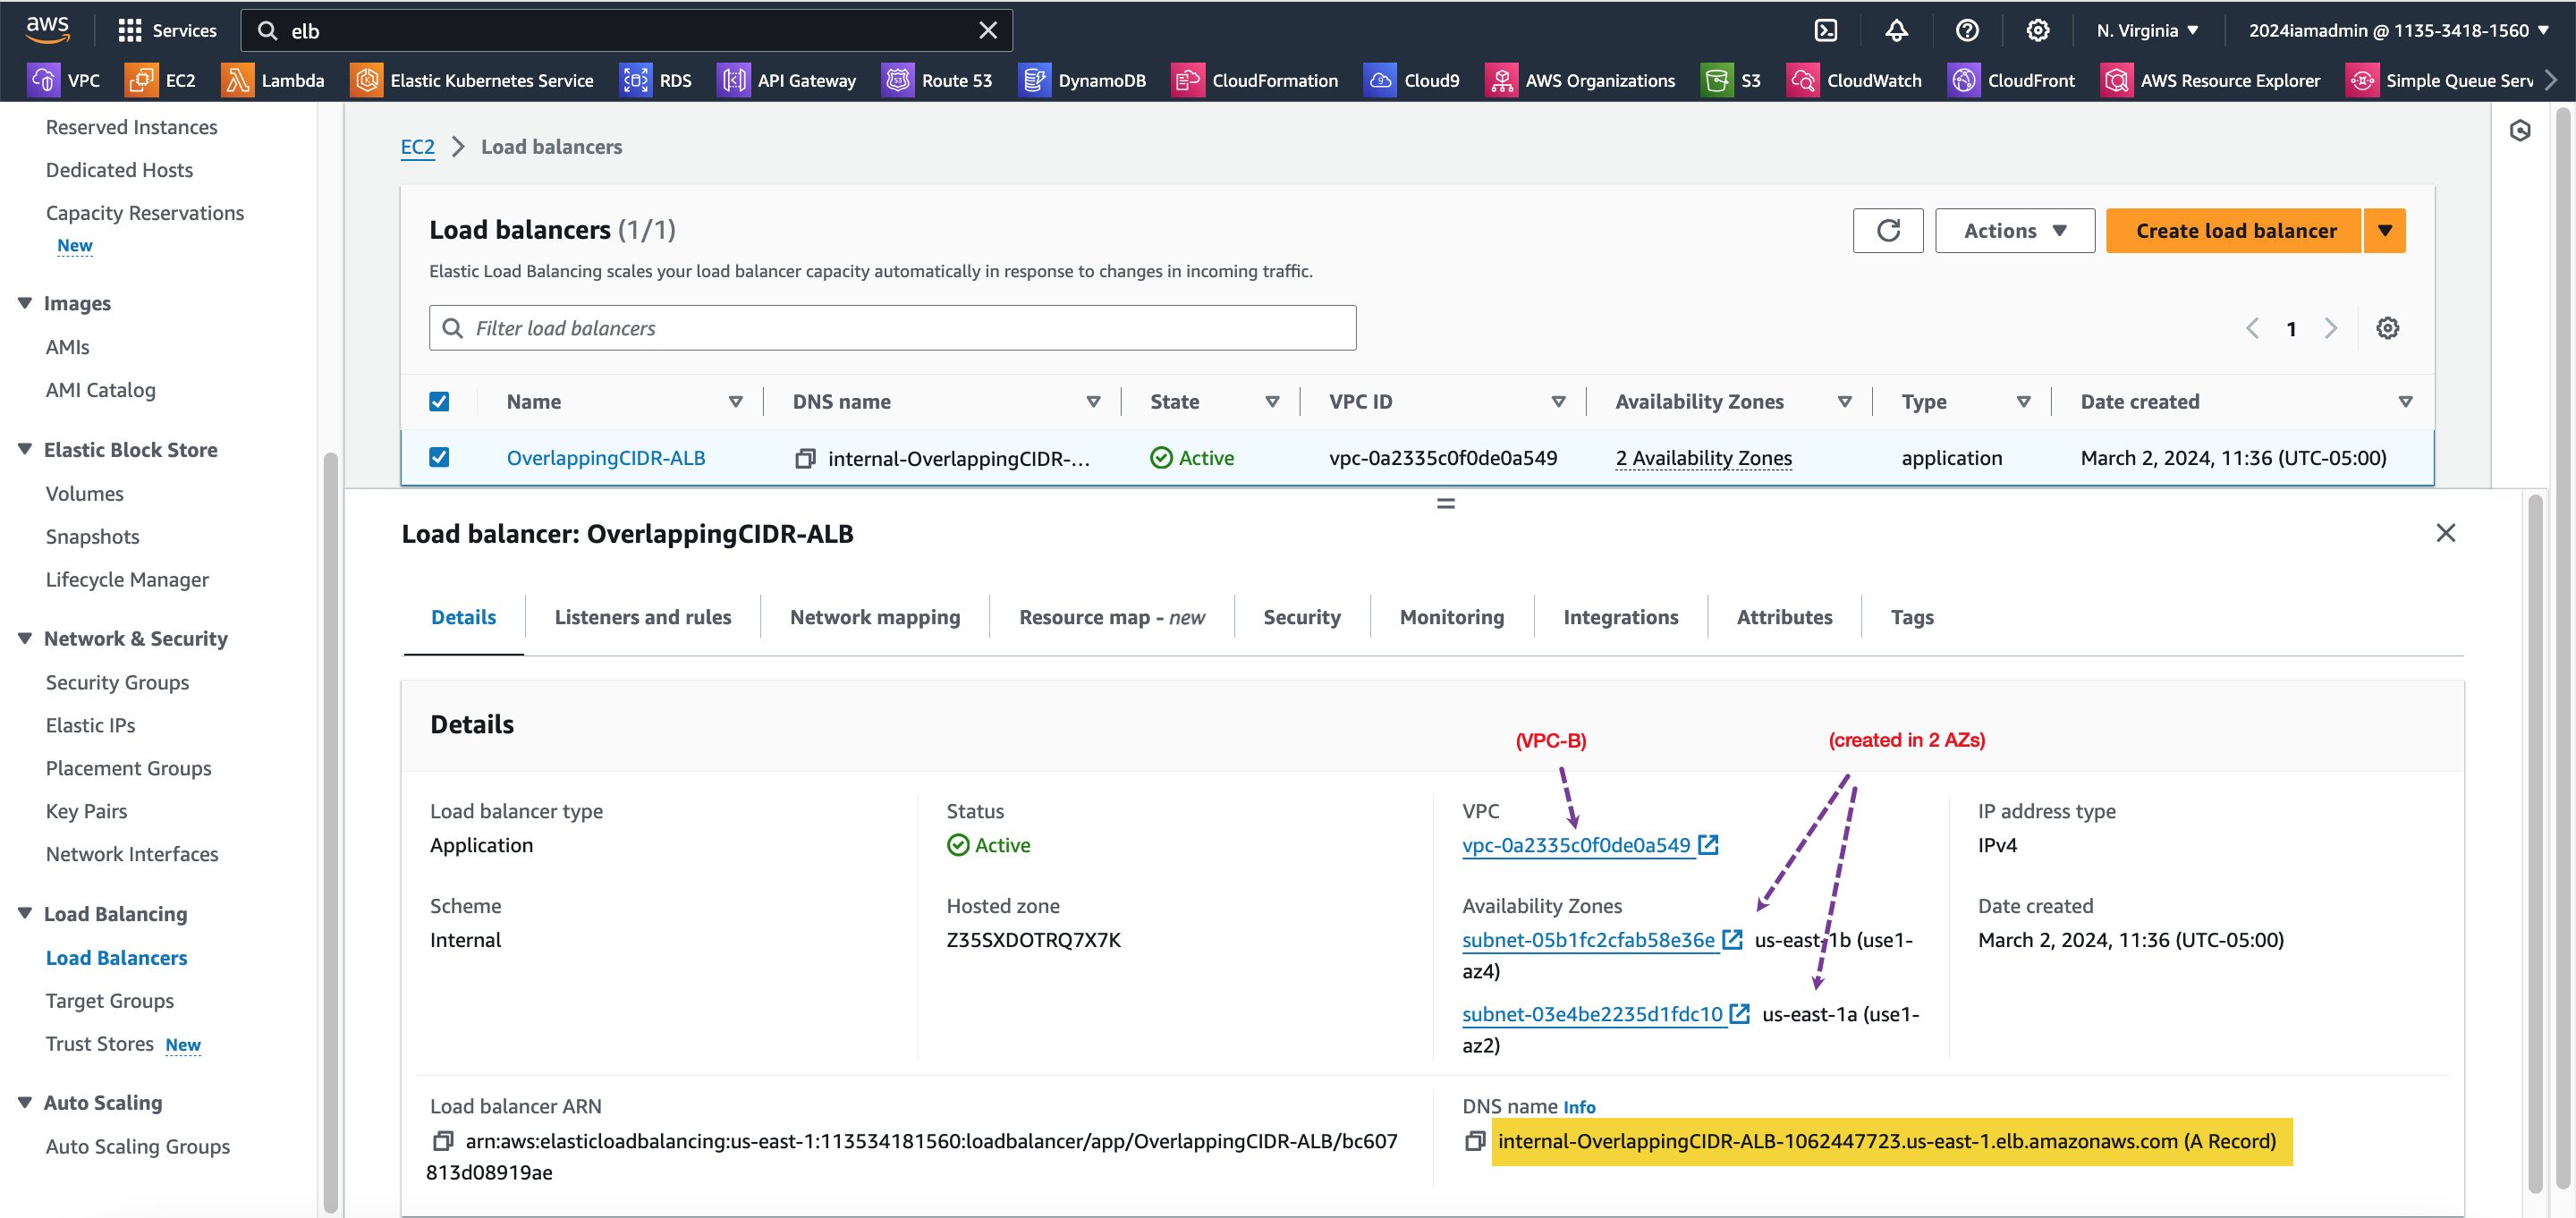 aws
Services
elb
N. Virginia
2024iamadmin @ 1135-3418-1560
VPC
EC2
Lambda
Elastic Kubernetes Service
RDS
API Gateway
Route 53
DynamoDB
CloudFormation
Cloud9
AWS Organizations
S3
CloudWatch
CloudFront
AWS Resource Explorer
Simple Queue Serv
Reserved Instances
Dedicated Hosts
Capacity Reservations
New
Images
AMIs
AMI Catalog
Elastic Block Store
Volumes
Snapshots
Lifecycle Manager
Network & Security
Security Groups
Elastic IPs
Placement Groups
Key Pairs
Network Interfaces
Load Balancing
Load Balancers
Target Groups
Trust Stores New
Auto Scaling
Auto Scaling Groups
EC2 > Load balancers
Load balancers (1/1)
Actions
Create load balancer
Elastic Load Balancing scales your load balancer capacity automatically in response to changes in incoming traffic.
Filter load balancers
1
Name DNS name State VPC ID Availability Zones Type Date created
OverlappingCIDR-ALB internal-OverlappingCIDR-... Active vpc-0a2335c0f0de0a549 2 Availability Zones application March 2, 2024, 11:36 (UTC-05:00)
Load balancer: OverlappingCIDR-ALB
Details Listeners and rules Network mapping Resource map - new Security Monitoring Integrations Attributes Tags
Details
(VPC-B)
(created in 2 AZs)
Load balancer type
Application
Status
Active
VPC
vpc-0a2335c0f0de0a549
IP address type
IPv4
Scheme
Internal
Hosted zone
Z35SXDOTRQ7X7K
Availability Zones
subnet-05b1fc2cfab58e36e us-east-1b (use1-
az4)
subnet-03e4be2235d1fdc10 us-east-1a (use1-
az2)
Date created
March 2, 2024, 11:36 (UTC-05:00)
Load balancer ARN
arn:aws:elasticloadbalancing:us-east-1:113534181560:loadbalancer/app/OverlappingCIDR-ALB/bc607
813d08919ae
DNS name Info
internal-OverlappingCIDR-ALB-1062447723.us-east-1.elb.amazonaws.com (A Record)